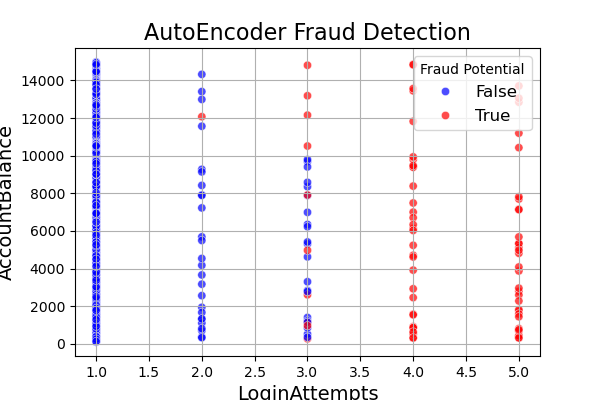 AutoEncoder Fraud Detection
Fraud Potential
False
True
AccountBalance
14000
12000
10000
8000
6000
4000
2000
0
1.0 1.5 2.0 2.5 3.0 3.5 4.0 4.5 5.0
LoginAttempts